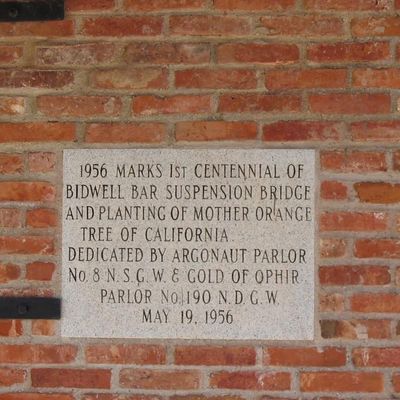 1956 MARKS 1ST CENTENNIAL OF
BIDWELL BAR SUSPENSION BRIDGE
AND PLANTING OF MOTHER ORANGE
TREE OF CALIFORNIA.
DEDICATED BY ARGONAUT PARLOR
No. 8 N.S.G.W. & GOLD OF OPHIR
PARLOR No. 190 N.D.G.W.
MAY 19, 1956